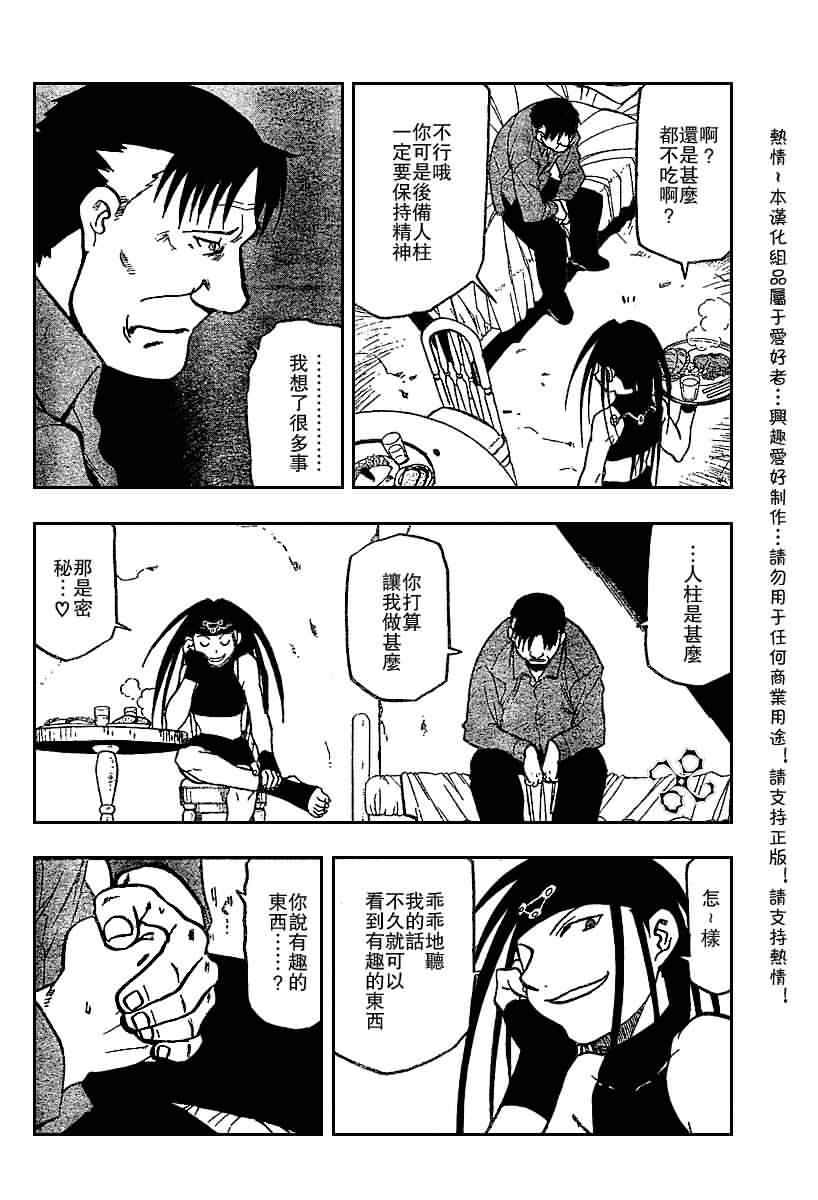 啊？
還是甚麼
都不吃啊？
不行哦
你可是後備人柱
一定要保持精神
………………
我想了很多事
…人柱是甚麼
你打算
讓我做甚麼
那是密
秘…♡
怎~樣
乖乖地聽
我的話
不久就可以
看到有趣的東西
你說有趣的
東西……？
熱情~本漢化組品屬于愛好者…興趣愛好制作…請勿用于任何商業用途！請支持正版！請支持熱情！